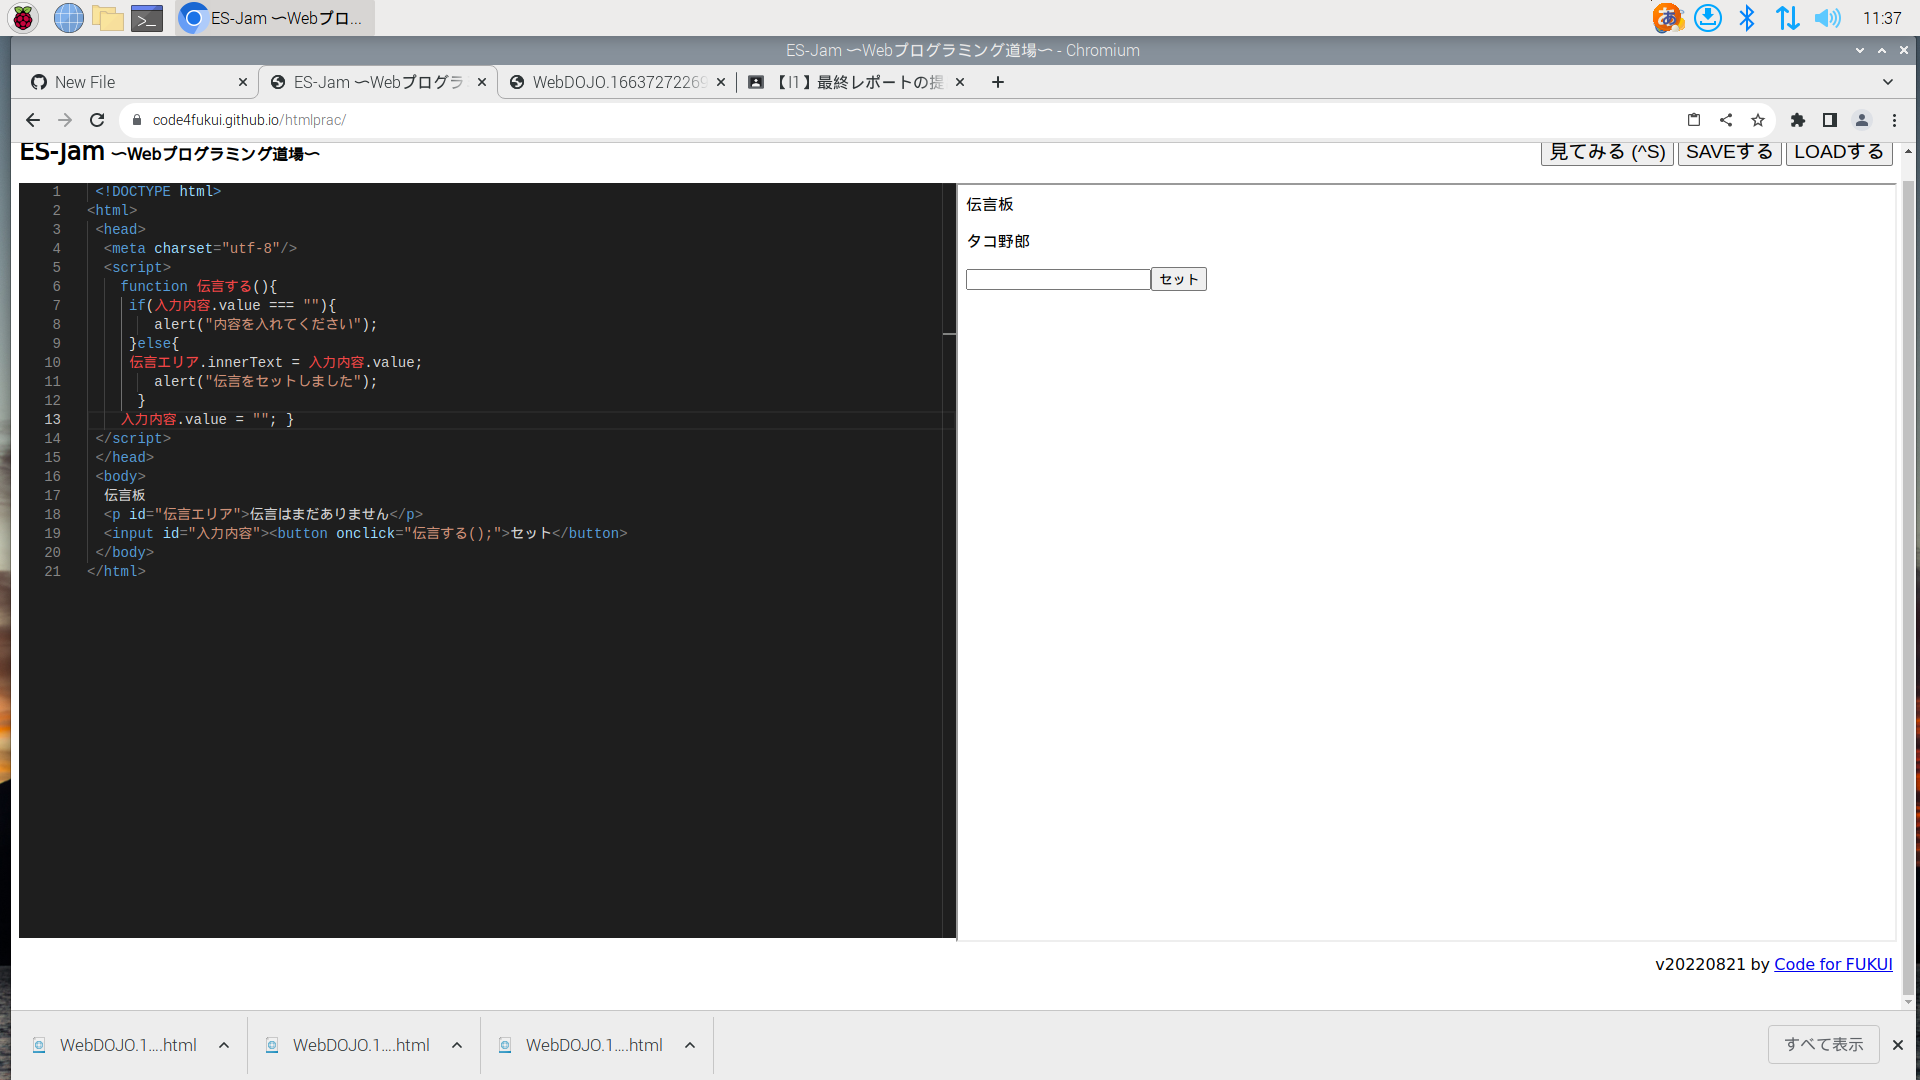 ES-Jam 〜Webプロ...
11:37
ES-Jam 〜Webプログラミング道場〜 - Chromium
New File
ES-Jam 〜Webプログラ
WebDOJO.16637272269
【I1】最終レポートの提
code4fukui.github.io/htmlprac/
ES-Jam 〜Webプログラミング道場〜
見てみる (^S)
SAVEする
LOADする
1 <!DOCTYPE html>
2 <html>
3 <head>
4 <meta charset="utf-8"/>
5 <script>
6 function 伝言する(){
7 if(入力内容.value === ""){
8 alert("内容を入れてください");
9 }else{
10 伝言エリア.innerText = 入力内容.value;
11 alert("伝言をセットしました");
12 }
13 入力内容.value = ""; }
14 </script>
15 </head>
16 <body>
17 伝言板
18 <p id="伝言エリア">伝言はまだありません</p>
19 <input id="入力内容"><button onclick="伝言する();">セット</button>
20 </body>
21 </html>
伝言板
タコ野郎
セット
v20220821 by Code for FUKUI
WebDOJO.1....html
WebDOJO.1....html
WebDOJO.1....html
すべて表示